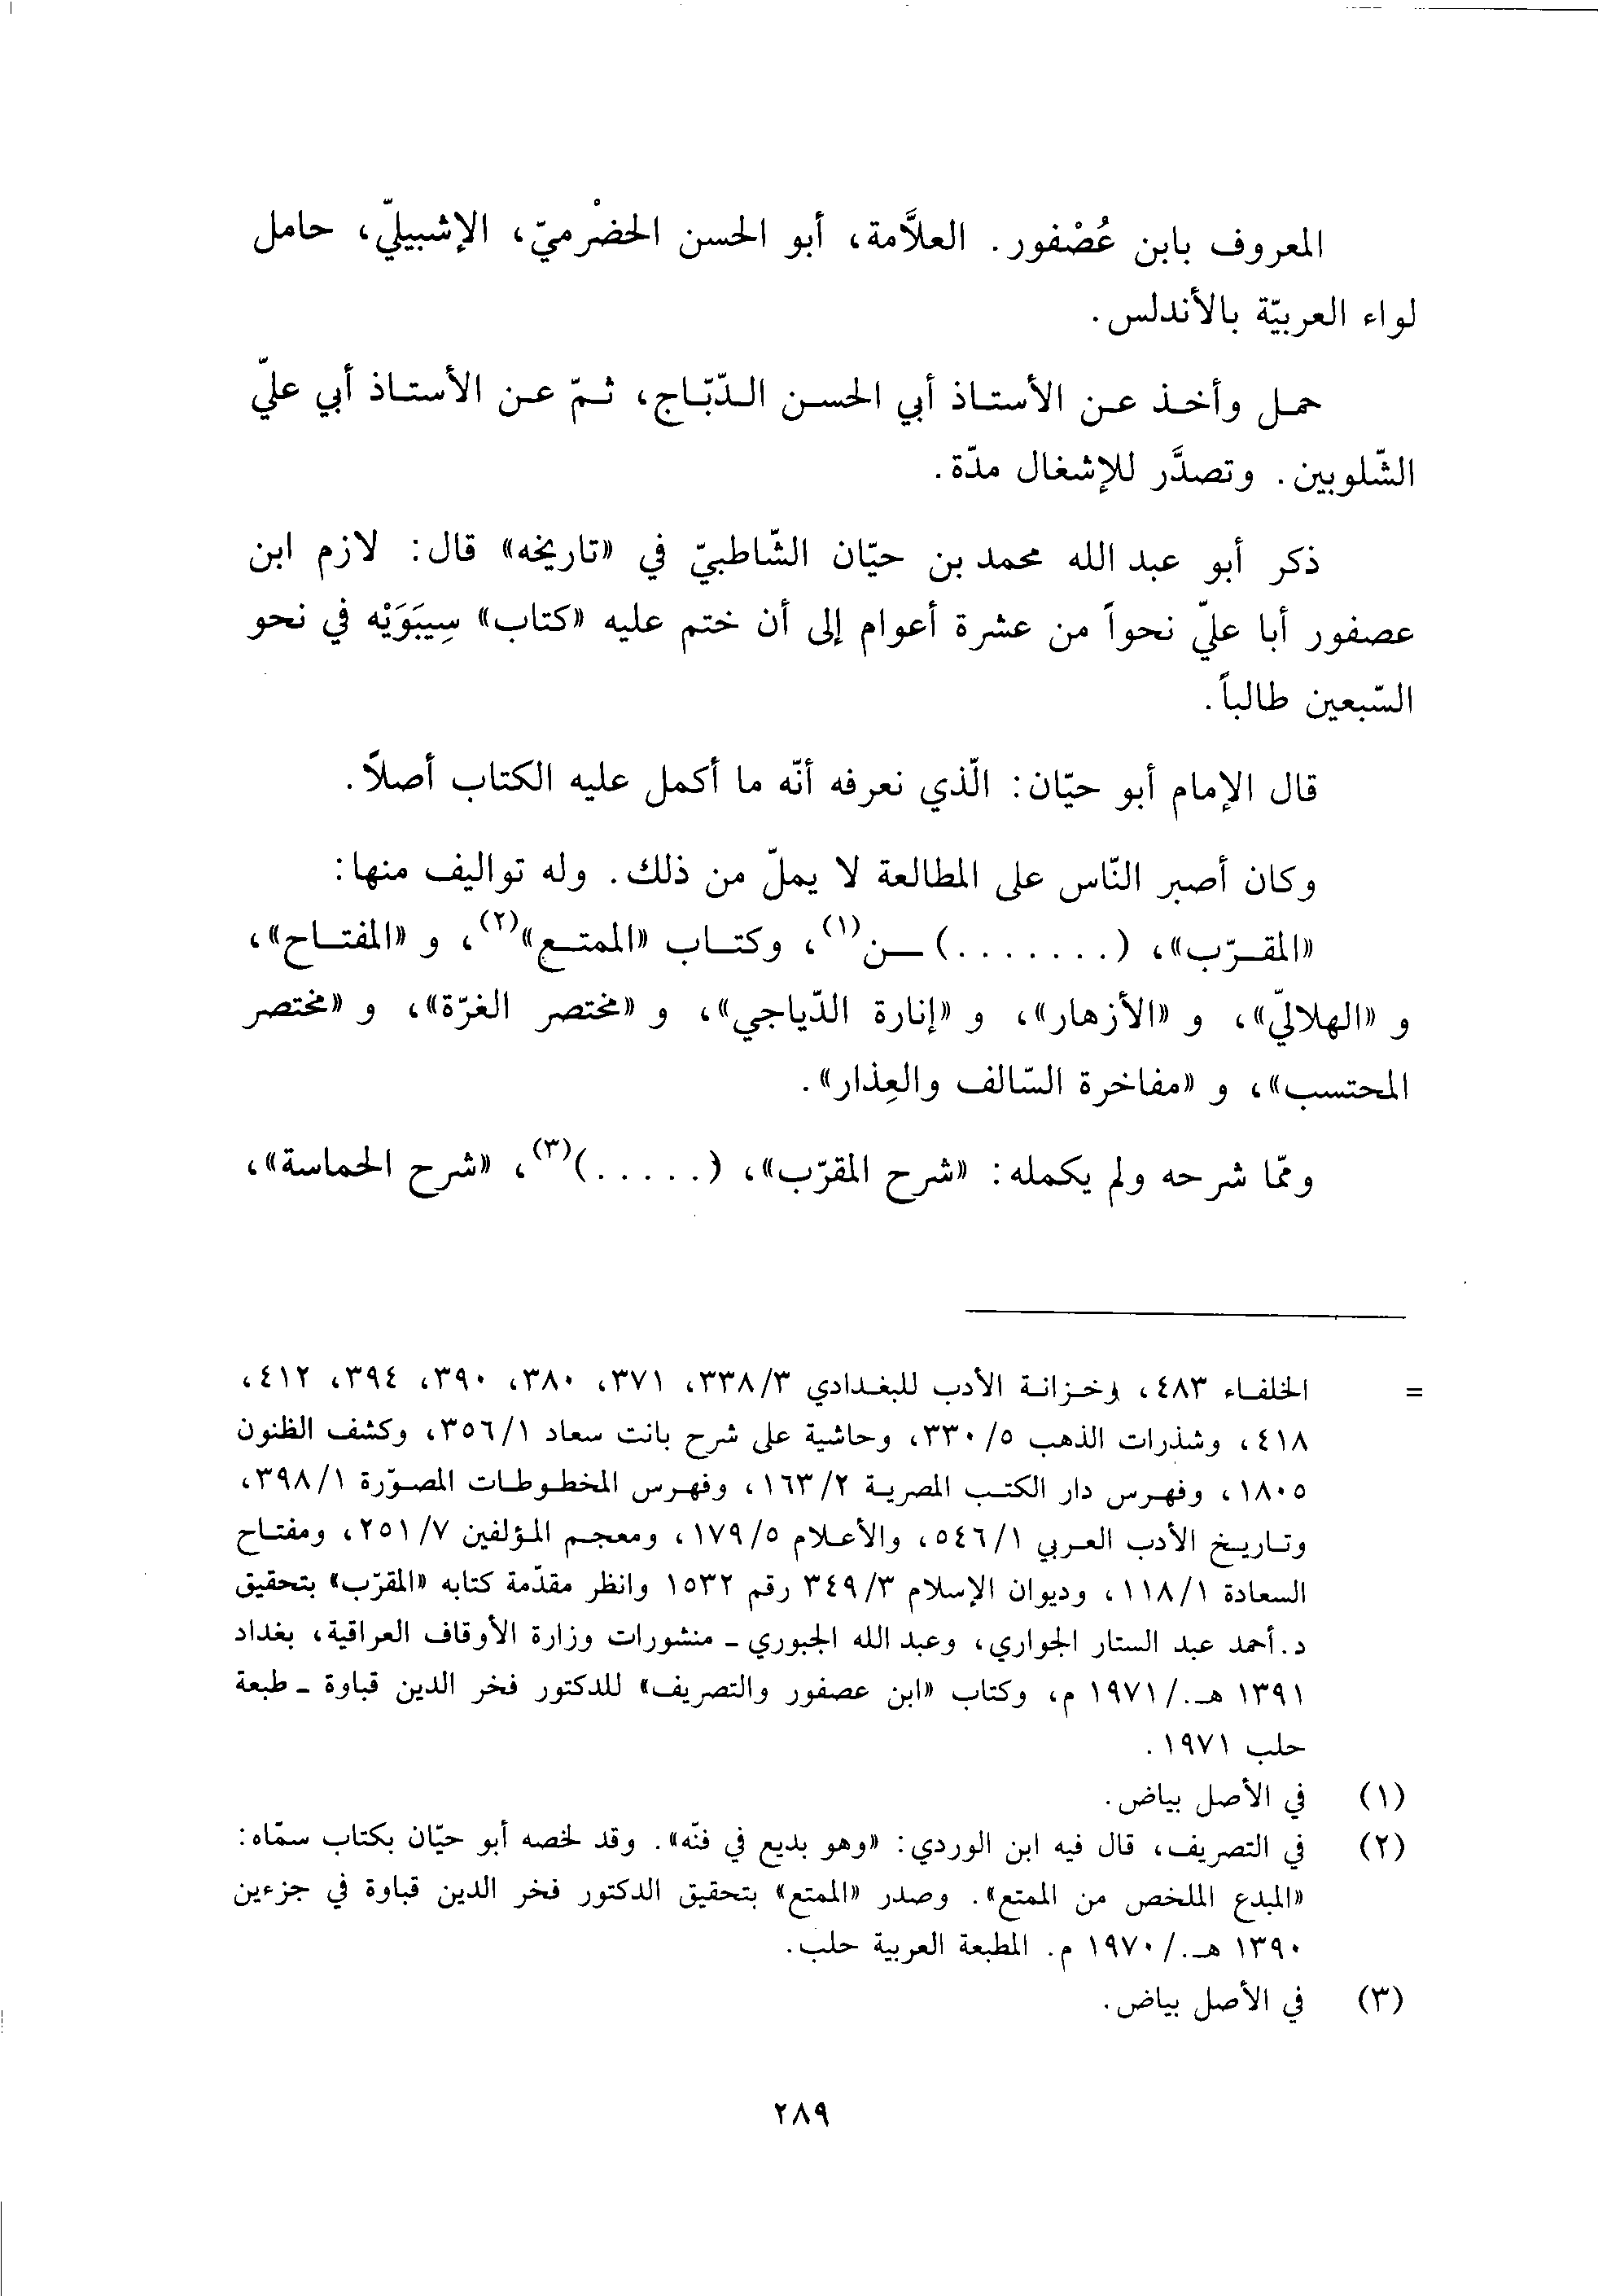 المعروف بابن عُصْفور. العلاَّمة، أبو الحسن الحضْرميّ، الإشبيليّ، حامل
لواء العربيّة بالأندلس.
حمل وأخذ عن الأستاذ أبي الحسن الدّبّاج، ثمّ عن الأستاذ أبي عليّ
الشّلوبين. وتصدَّر للإشغال مدّة.
ذكر أبو عبد الله محمد بن حيّان الشّاطبيّ في «تاريخه» قال: لازم ابن
عصفور أبا عليّ نحواً من عشرة أعوام إلى أن ختم عليه «كتاب» سِيبَوَيْه في نحو
السّبعين طالباً.
قال الإمام أبو حيّان: الّذي نعرفه أنّه ما أكمل عليه الكتاب أصلاً.
وكان أصبر النّاس على المطالعة لا يملّ من ذلك. وله تواليف منها:
«المقرّب»، (.......) ـن(١)، وكتاب «الممتع»(٢)، و «المفتاح»،
و «الهلاليّ»، و «الأزهار»، و «إنارة الدّياجي»، و «مختصر الغرّة»، و «مختصر
المحتسب»، و «مفاخرة السّالف والعِذار».
وممّا شرحه ولم يكمله: «شرح المقرّب»، (.....)(٣)، «شرح الحماسة»،
= الخلفاء ٤٨٣، وخزانة الأدب للبغدادي ٣/ ٣٣٨، ٣٧١، ٣٨٠، ٣٩٠، ٣٩٤، ٤١٢،
٤١٨، وشذرات الذهب ٥/ ٣٣٠، وحاشية على شرح بانت سعاد ١/ ٣٥٦، وكشف الظنون
١٨٠٥، وفهرس دار الكتب المصرية ٢/ ١٦٣، وفهرس المخطوطات المصوّرة ١/ ٣٩٨،
وتاريخ الأدب العربي ١/ ٥٤٦، والأعلام ٥/ ١٧٩، ومعجم المؤلفين ٧/ ٢٥١، ومفتاح
السعادة ١/ ١١٨، وديوان الإسلام ٣/ ٣٤٩ رقم ١٥٣٢ وانظر مقدّمة كتابه «المقرّب» بتحقيق
د. أحمد عبد الستار الجواري، وعبد الله الجبوري ـ منشورات وزارة الأوقاف العراقية، بغداد
١٣٩١ هـ./ ١٩٧١ م، وكتاب «ابن عصفور والتصريف» للدكتور فخر الدين قباوة ـ طبعة
حلب ١٩٧١.
(١) في الأصل بياض.
(٢) في التصريف، قال فيه ابن الوردي: «وهو بديع في فنّه». وقد لخصه أبو حيّان بكتاب سمّاه:
«المبدع الملخص من الممتع». وصدر «الممتع» بتحقيق الدكتور فخر الدين قباوة في جزءين
١٣٩٠ هـ./ ١٩٧٠ م. المطبعة العربية حلب.
(٣) في الأصل بياض.
٢٨٩